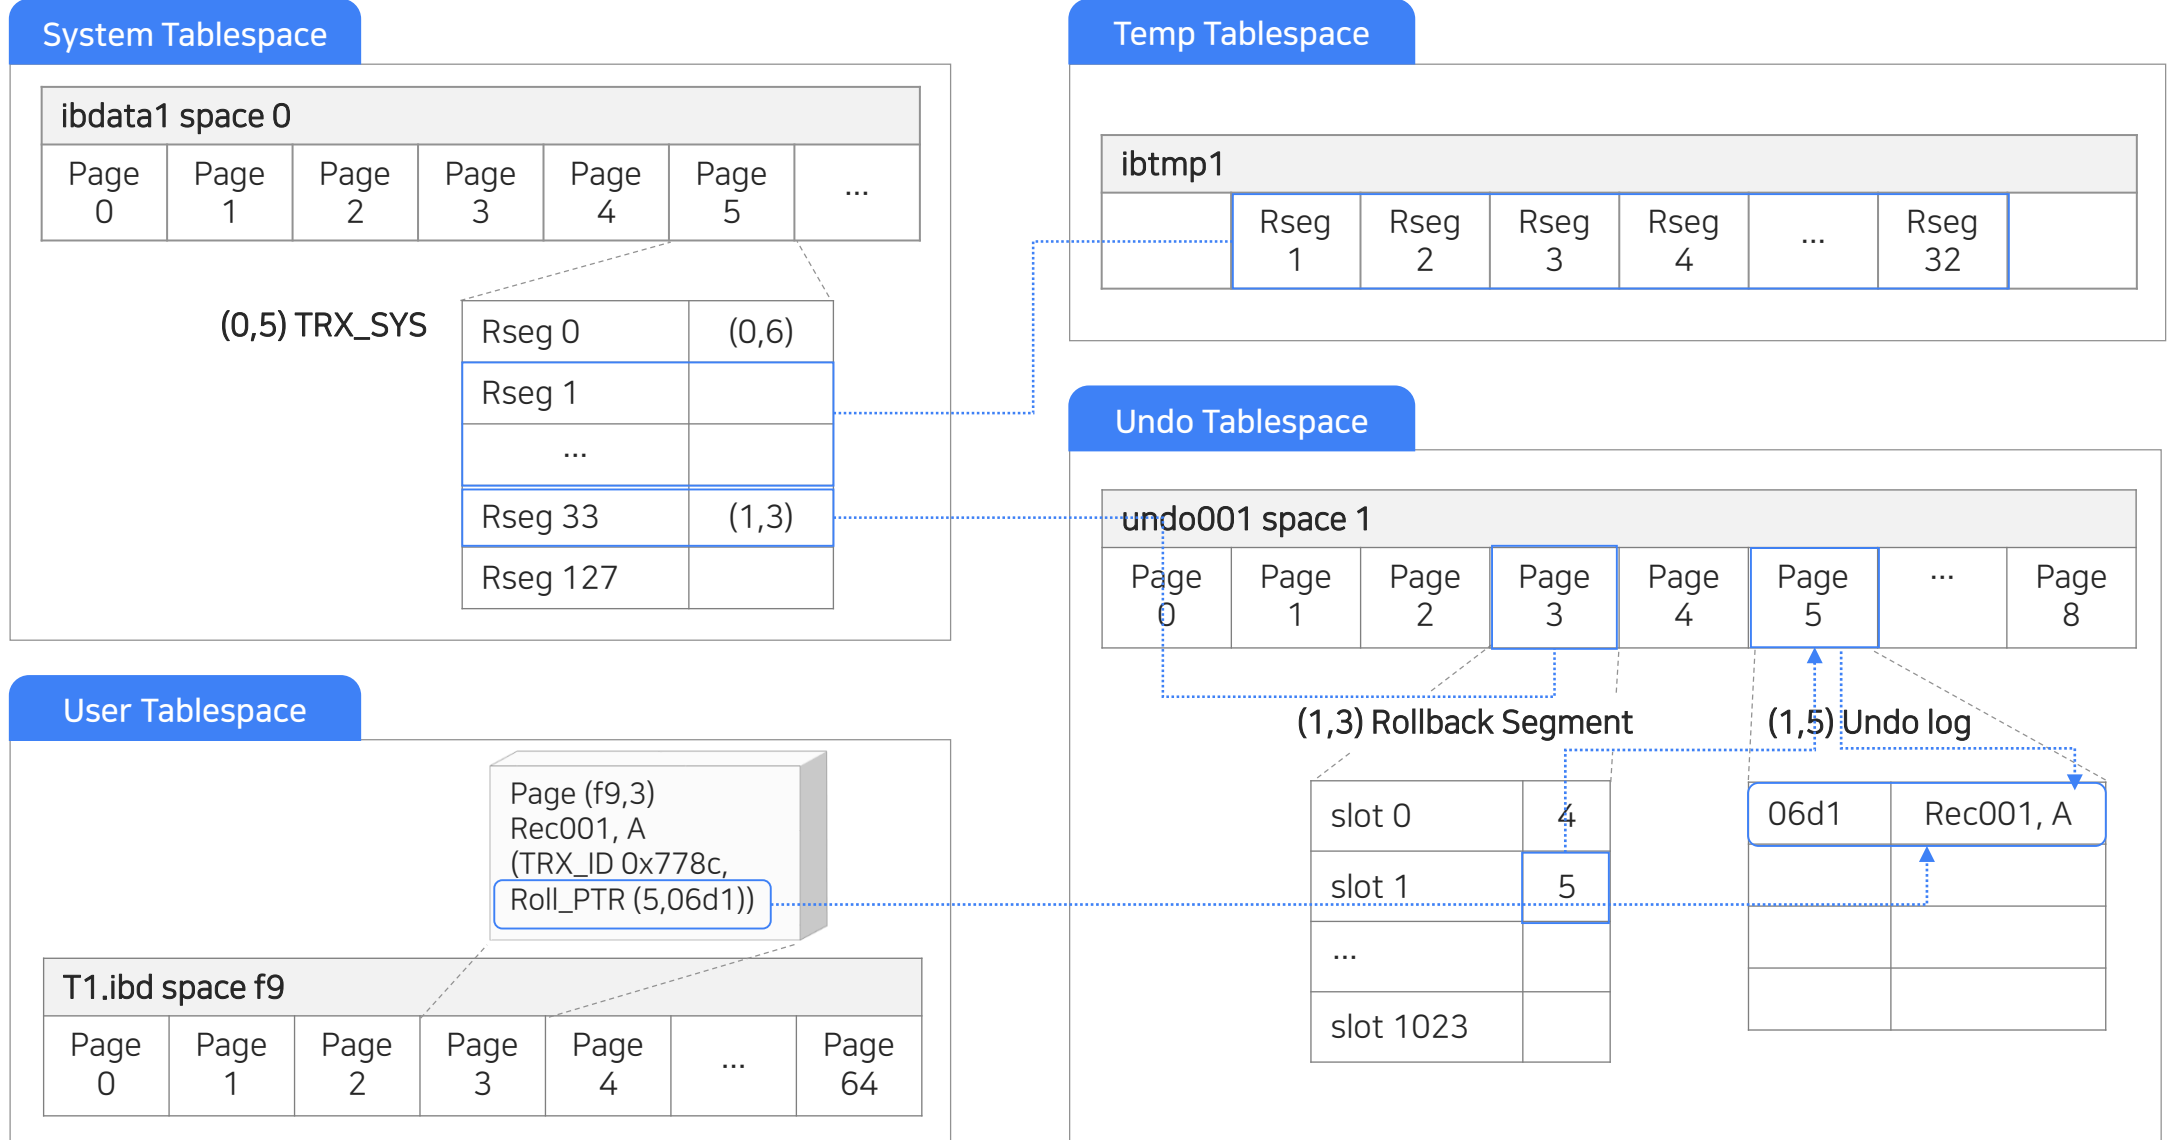 System Tablespace
ibdata1 space 0
Page 0
Page 1
Page 2
Page 3
Page 4
Page 5
...
(0,5) TRX_SYS
Rseg 0 (0,6)
Rseg 1
...
Rseg 33 (1,3)
Rseg 127
Temp Tablespace
ibtmp1
Rseg 1
Rseg 2
Rseg 3
Rseg 4
...
Rseg 32
Undo Tablespace
undo001 space 1
Page 0
Page 1
Page 2
Page 3
Page 4
Page 5
...
Page 8
(1,3) Rollback Segment
slot 0 4
slot 1 5
...
slot 1023
(1,5) Undo log
06d1 Rec001, A
User Tablespace
Page (f9,3)
Rec001, A
(TRX_ID 0x778c,
Roll_PTR (5,06d1))
T1.ibd space f9
Page 0
Page 1
Page 2
Page 3
Page 4
...
Page 64